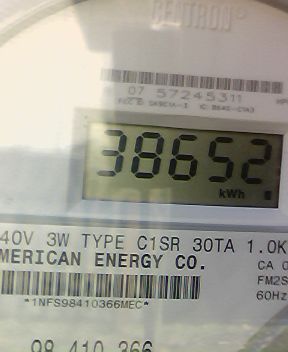 CENTRON®
07 57245311
38652
kWh
40V 3W TYPE C1SR 30TA 1.0K
MERICAN ENERGY CO.
CA 0
FM2S
*1NFS98410366MEC*
60Hz
98 410 366